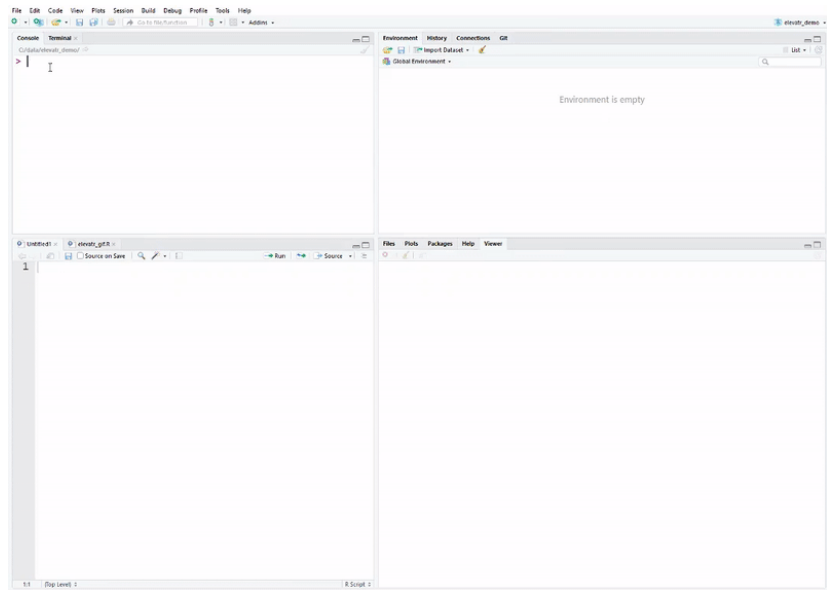 File Edit Code View Plots Session Build Debug Profile Tools Help
Go to file/function Addins elevatr_demo
Console Terminal
C:/data/elevatr_demo/
>
Environment History Connections Git
Import Dataset List
Global Environment
Environment is empty
Untitled1 elevatr_git.R
Source on Save Run Source
1
1:1 (Top Level) R Script
Files Plots Packages Help Viewer